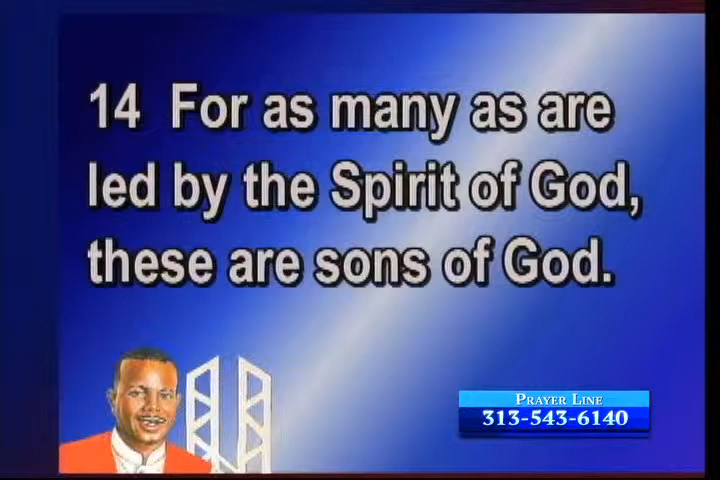 14 For as many as are
led by the Spirit of God,
these are sons of God.
Prayer Line
313-543-6140